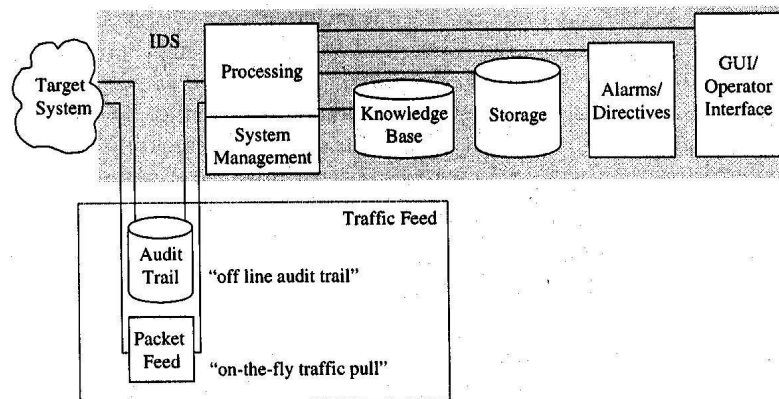 IDS
Target
System
Processing
System
Management
Knowledge
Base
Storage
Alarms/
Directives
GUI/
Operator
Interface
Traffic Feed
Audit
Trail
“off line audit trail”
Packet
Feed
“on-the-fly traffic pull”